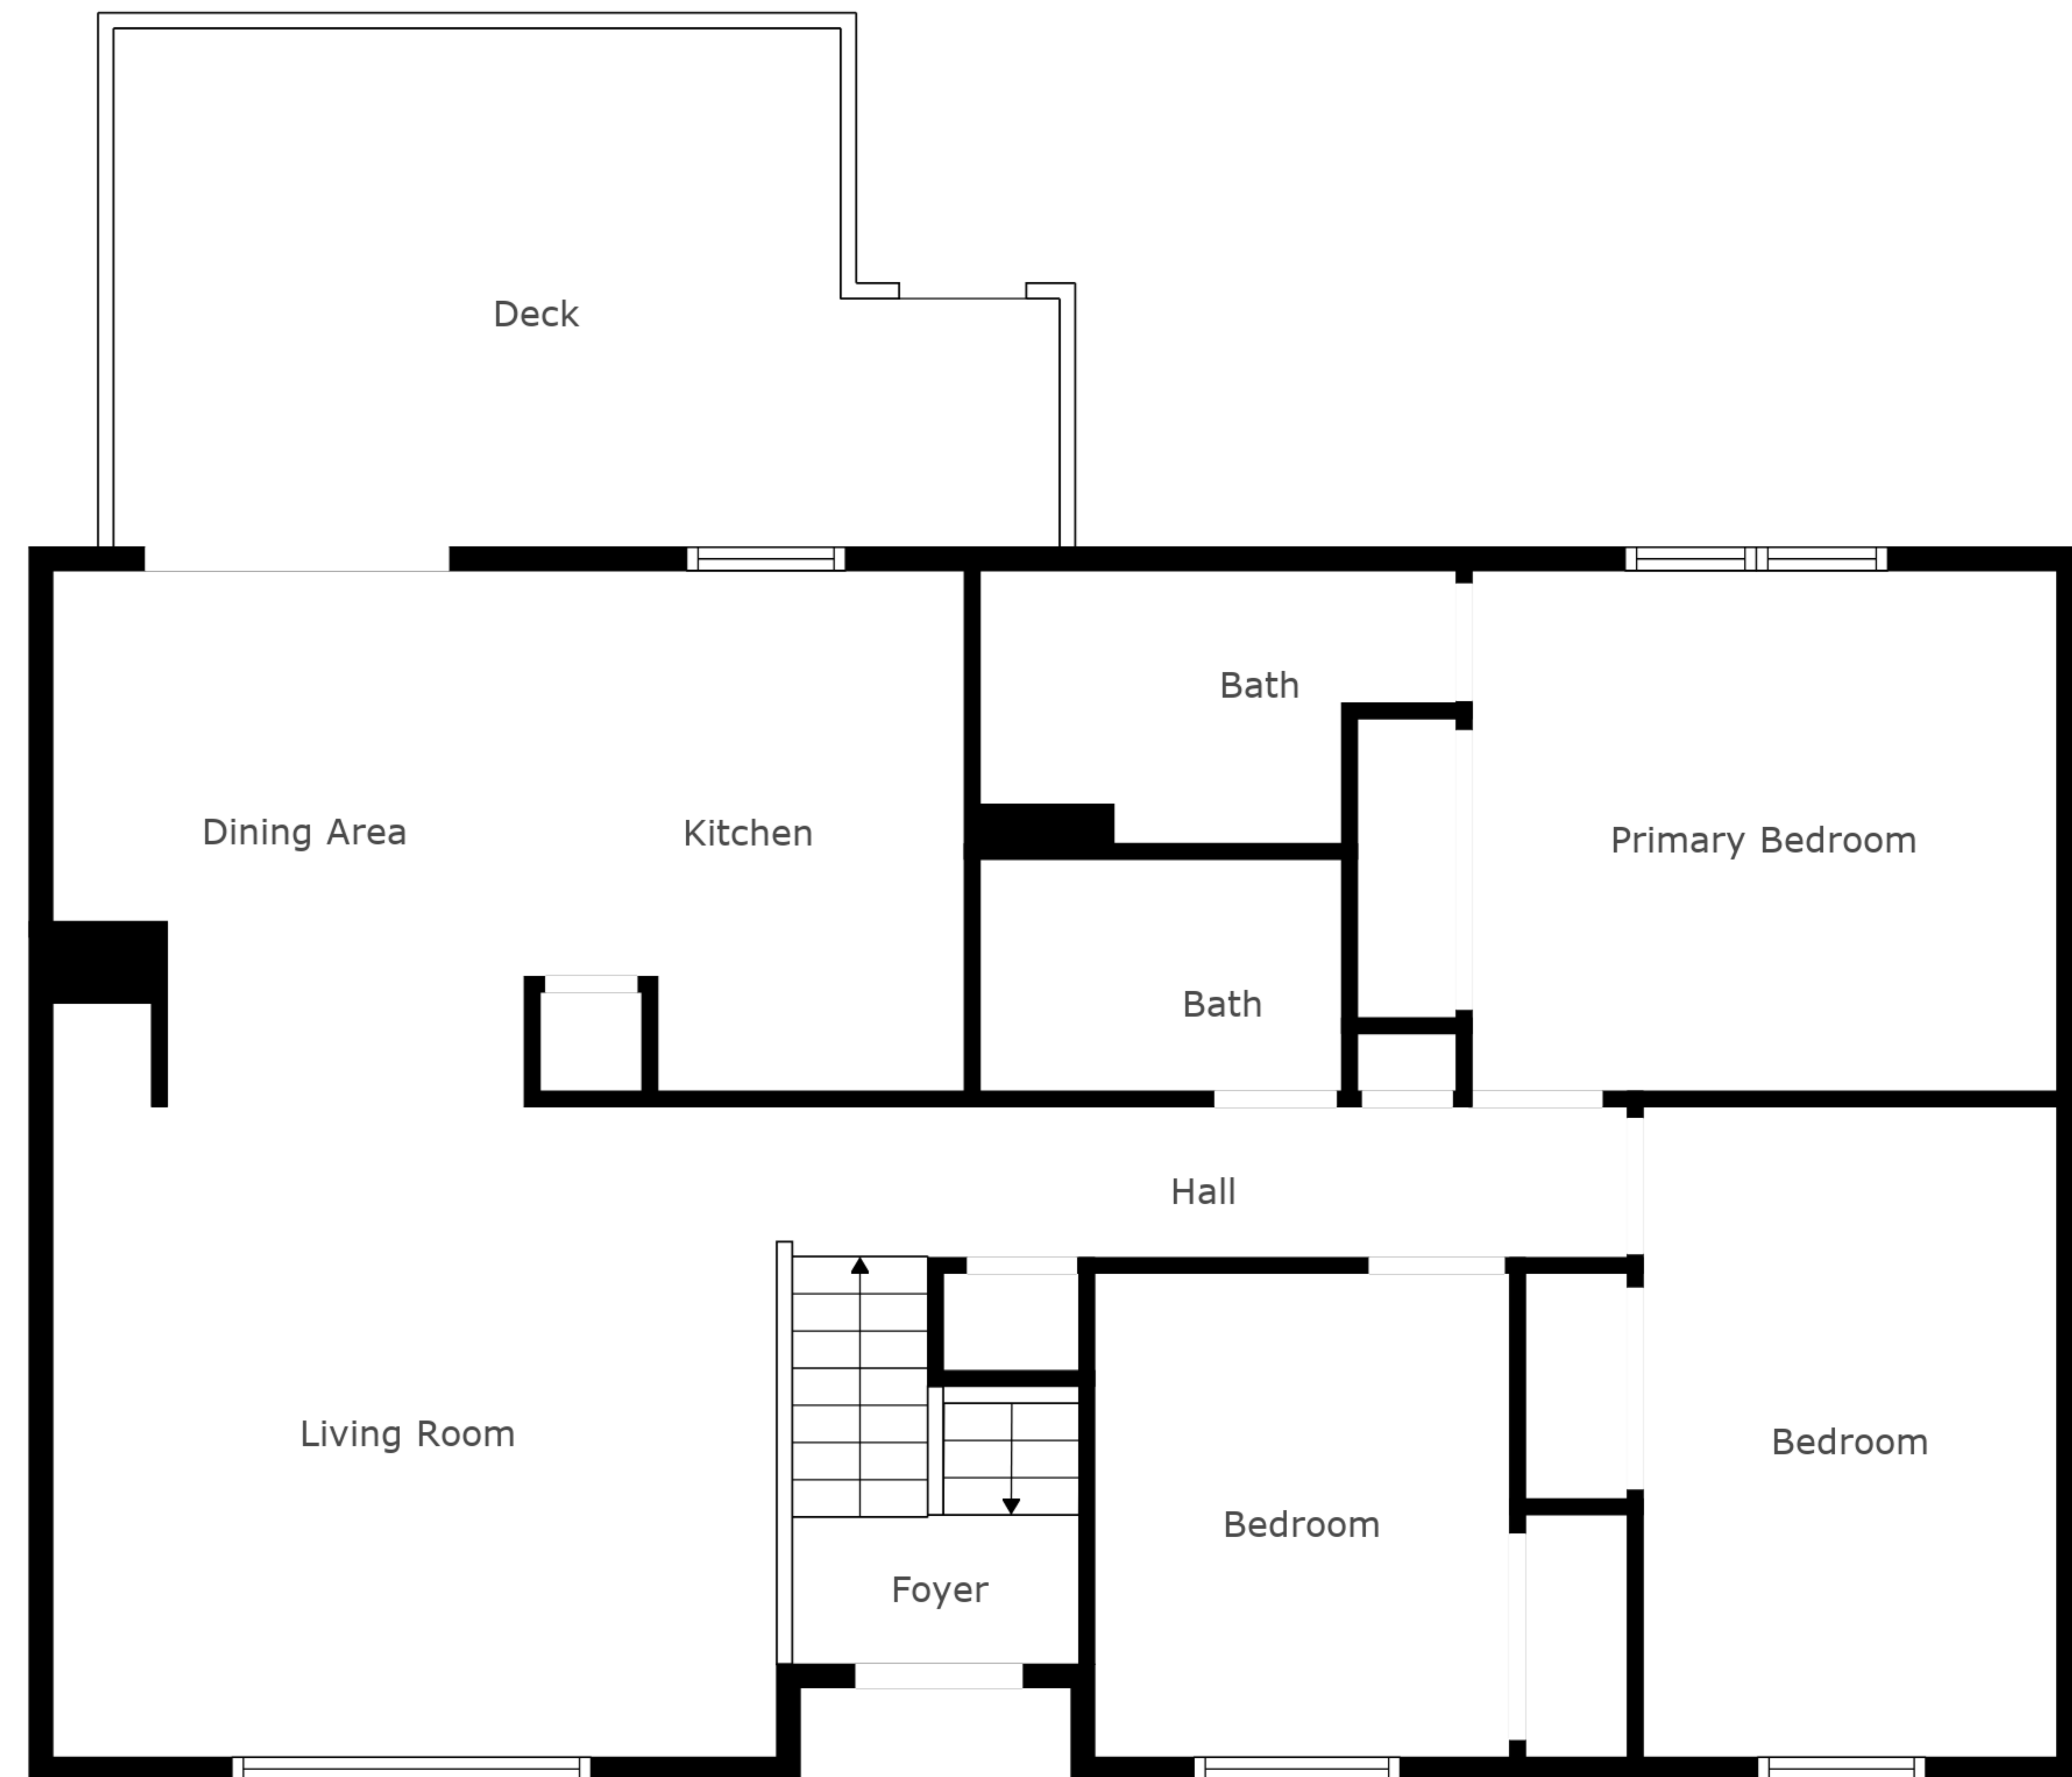 Deck
Bath
Dining Area
Kitchen
Primary Bedroom
Bath
Hall
Living Room
Bedroom
Bedroom
Foyer